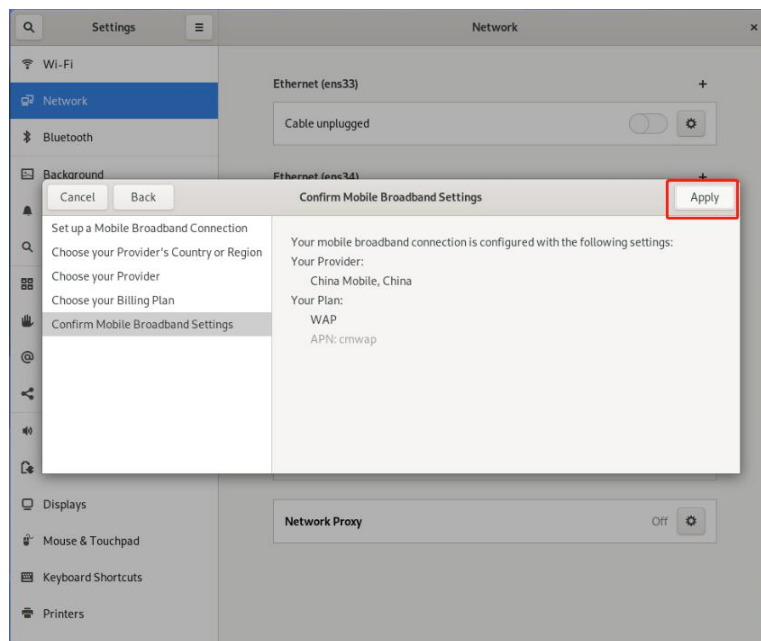 Settings
Network
Wi-Fi
Network
Bluetooth
Background
Ethernet (ens33)
+
Cable unplugged
Ethernet (ens34)
+
Cancel
Back
Confirm Mobile Broadband Settings
Apply
Set up a Mobile Broadband Connection
Choose your Provider's Country or Region
Choose your Provider
Choose your Billing Plan
Confirm Mobile Broadband Settings
Your mobile broadband connection is configured with the following settings:
Your Provider:
China Mobile, China
Your Plan:
WAP
APN: cmwap
Displays
Mouse & Touchpad
Keyboard Shortcuts
Printers
Network Proxy
Off